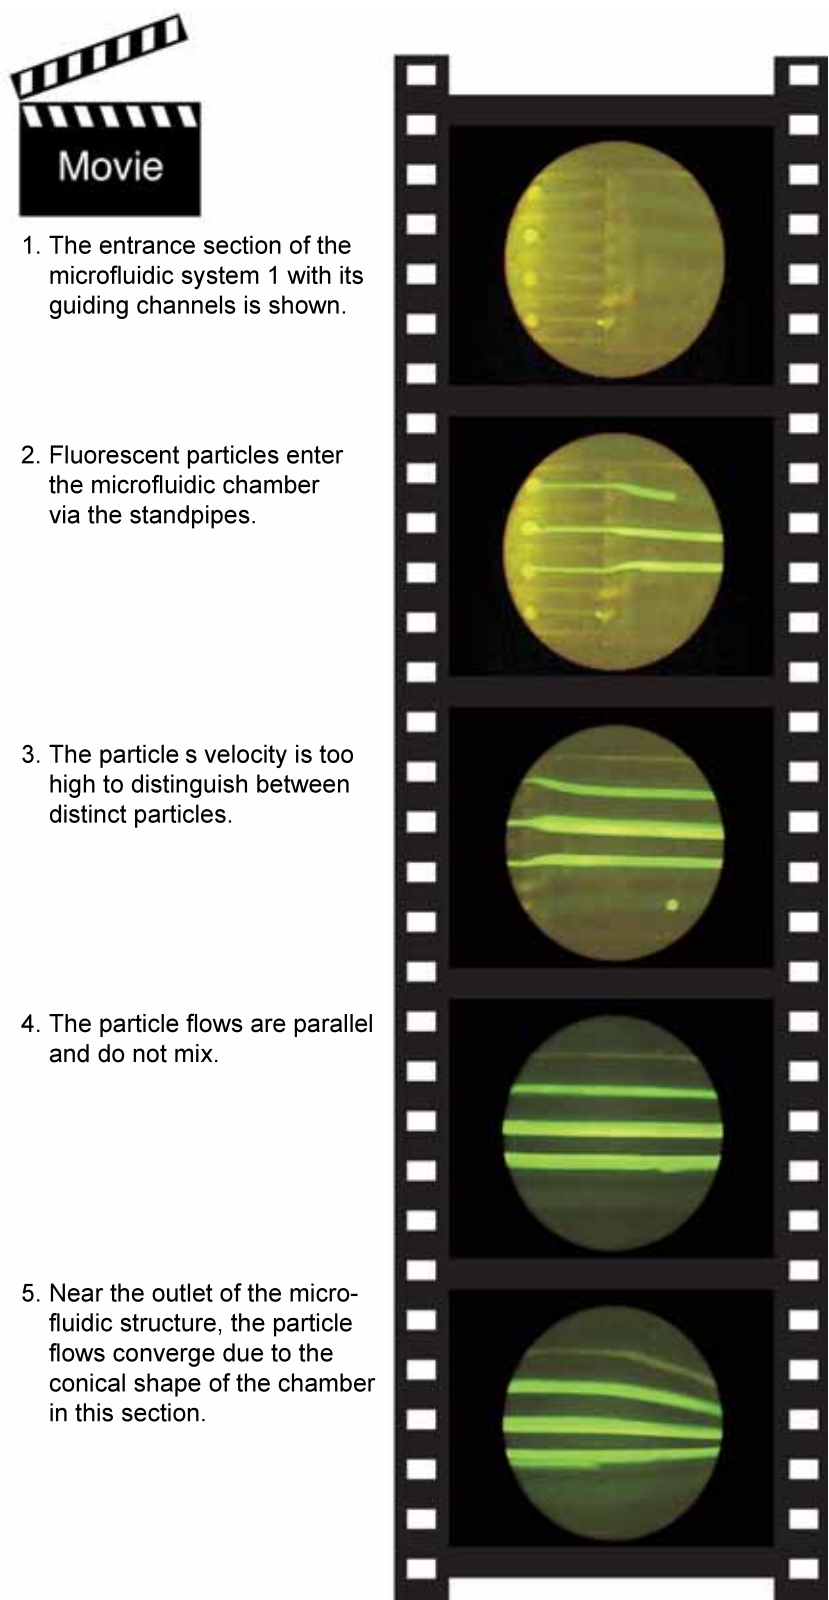 Movie
1. The entrance section of the
microfluidic system 1 with its
guiding channels is shown.
2. Fluorescent particles enter
the microfluidic chamber
via the standpipes.
3. The particle s velocity is too
high to distinguish between
distinct particles.
4. The particle flows are parallel
and do not mix.
5. Near the outlet of the micro-
fluidic structure, the particle
flows converge due to the
conical shape of the chamber
in this section.